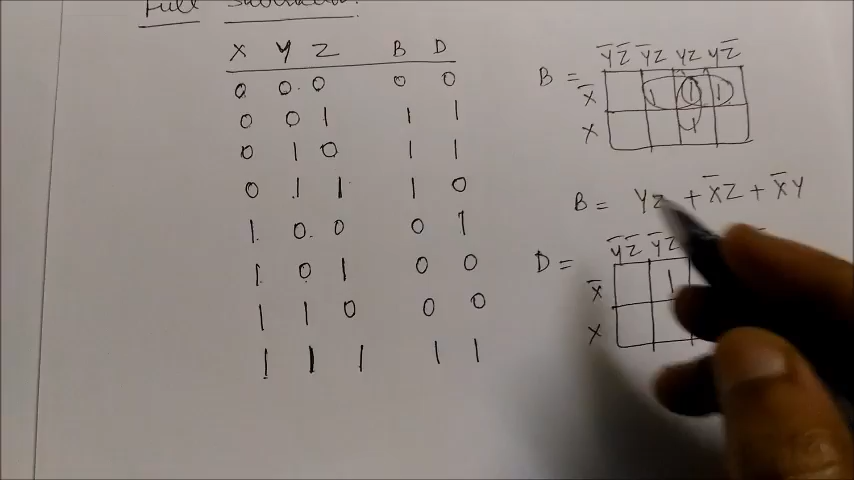 Full Subtractor.
X Y Z B D
0 0 0 0 0
0 0 1 1 1
0 1 0 1 1
0 1 1 1 0
1 0 0 0 1
1 0 1 0 0
1 1 0 0 0
1 1 1 1 1
Y̅Z̅ Y̅Z YZ YZ̅
B =
X̅ 1 1 1
X 1
B = YZ + X̅Z + X̅Y
Y̅Z̅ Y̅Z
D =
X̅ 1
X